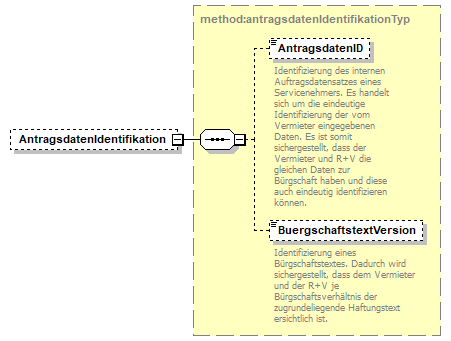 method:antragsdatenIdentifikationTyp
AntragsdatenID
Identifizierung des internen
Auftragsdatensatzes eines
Servicenehmers. Es handelt
sich um die eindeutige
Identifizierung der vom
Vermieter eingegebenen
Daten. Es ist somit
sichergestellt, dass der
Vermieter und R+V die
gleichen Daten zur
Bürgschaft haben und diese
auch eindeutig identifizieren
können.
AntragsdatenIdentifikation
BuergschaftstextVersion
Identifizierung eines
Bürgschaftstextes. Dadurch wird
sichergestellt, dass dem Vermieter
und der R+V je
Bürgschaftsverhältnis der
zugrundeliegende Haftungstext
ersichtlich ist.